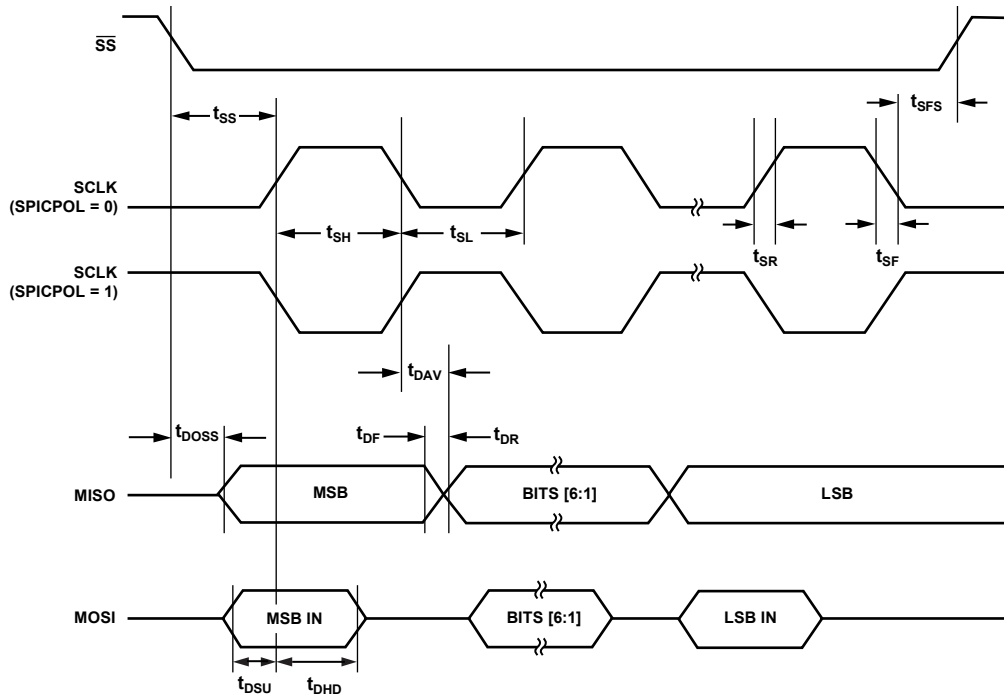 SS
tSS
tSFS
SCLK
(SPICPOL = 0)
tSH
tSL
tSR
tSF
SCLK
(SPICPOL = 1)
tDAV
tDOSS
tDF
tDR
MISO
MSB
BITS [6:1]
LSB
MOSI
MSB IN
BITS [6:1]
LSB IN
tDSU
tDHD